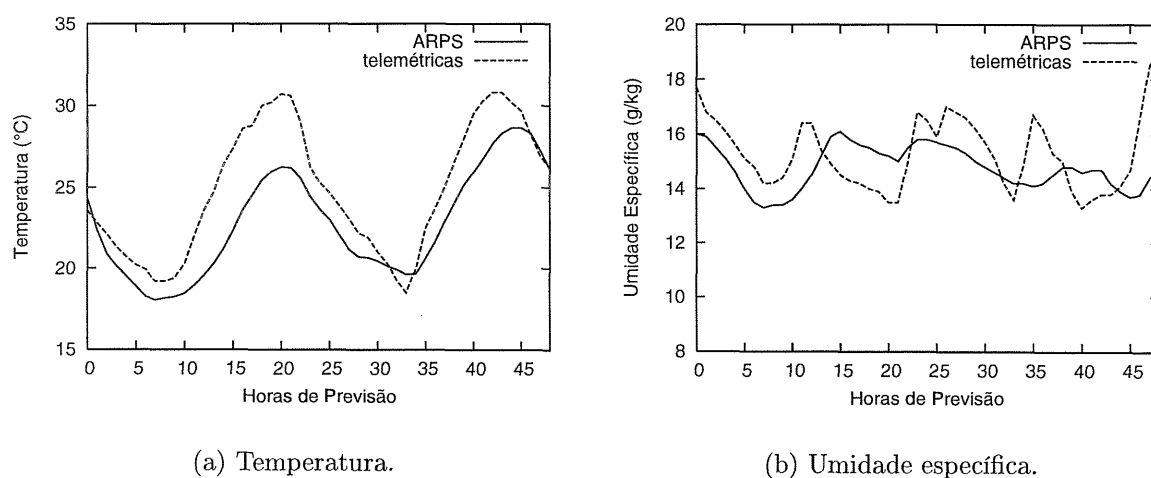 35
30
25
20
15
Temperatura (°C)
ARPS
telemétricas
0 5 10 15 20 25 30 35 40 45
Horas de Previsão
(a) Temperatura.
20
18
16
14
12
10
8
Umidade Específica (g/kg)
ARPS
telemétricas
0 5 10 15 20 25 30 35 40 45
Horas de Previsão
(b) Umidade específica.